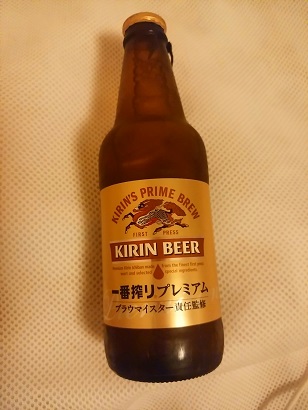 KIRIN'S PRIME BREW
FIRST PRESS
KIRIN BEER
一番搾りプレミアム
ブラウマイスター責任監修